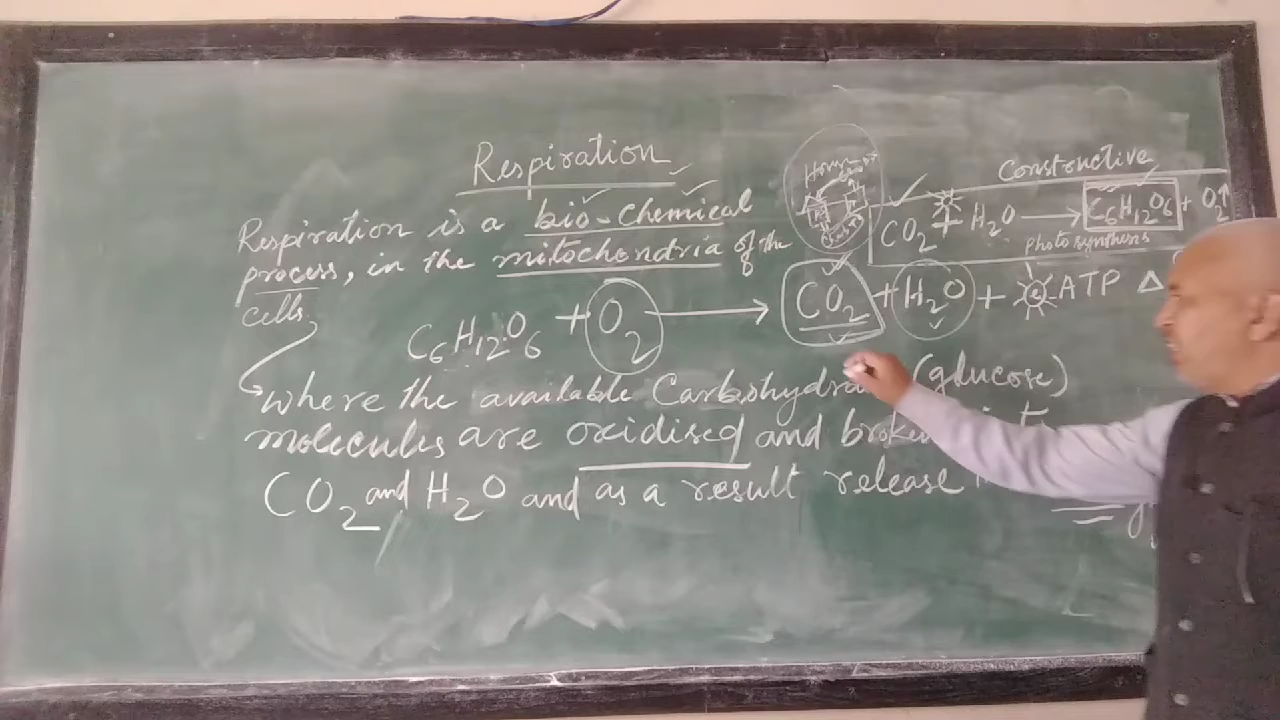 Respiration
Respiration is a bio-chemical
process, in the mitochondria of the
cells.
Constructive
CO2 + H2O → C6H12O6 + O2↑
Photosynthesis
C6H12O6 + O2 → CO2 + H2O + ATP Δ
where the available (glucose)
molecules are oxidised and
CO2 and H2O and as a result release